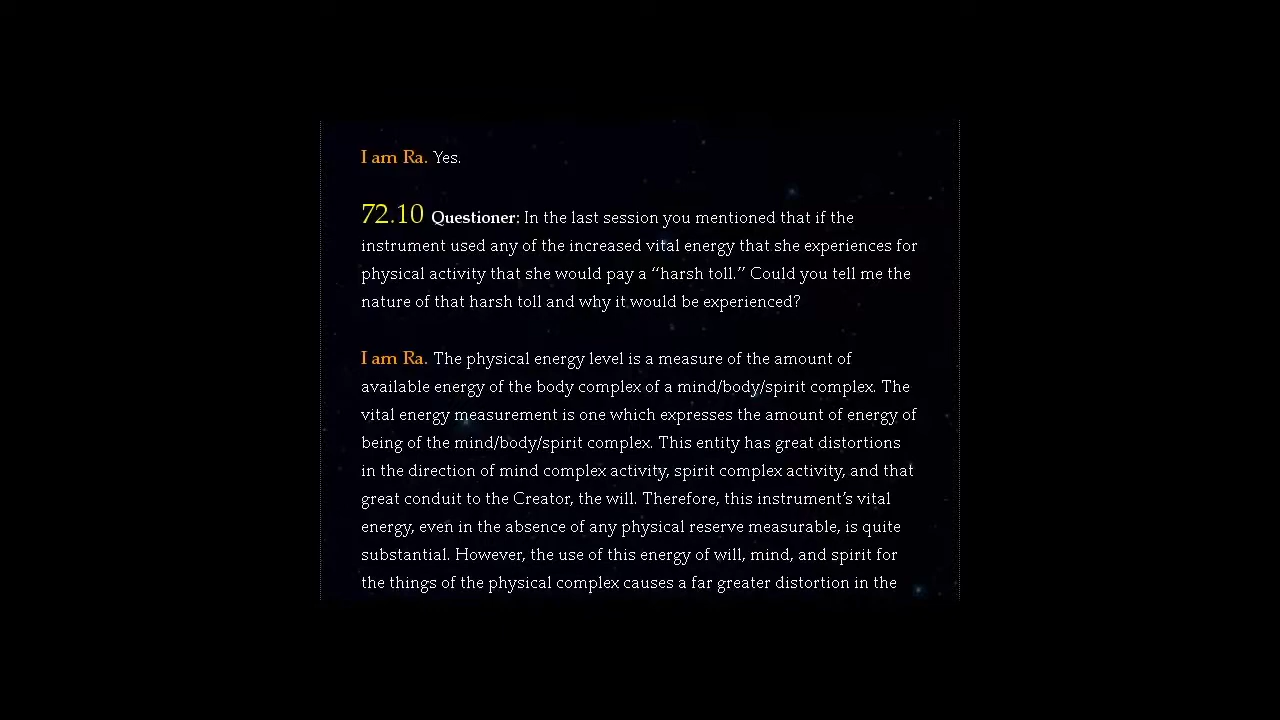 I am Ra. Yes.
72.10 Questioner: In the last session you mentioned that if the
instrument used any of the increased vital energy that she experiences for
physical activity that she would pay a “harsh toll.” Could you tell me the
nature of that harsh toll and why it would be experienced?
I am Ra. The physical energy level is a measure of the amount of
available energy of the body complex of a mind/body/spirit complex. The
vital energy measurement is one which expresses the amount of energy of
being of the mind/body/spirit complex. This entity has great distortions
in the direction of mind complex activity, spirit complex activity, and that
great conduit to the Creator, the will. Therefore, this instrument’s vital
energy, even in the absence of any physical reserve measurable, is quite
substantial. However, the use of this energy of will, mind, and spirit for
the things of the physical complex causes a far greater distortion in the